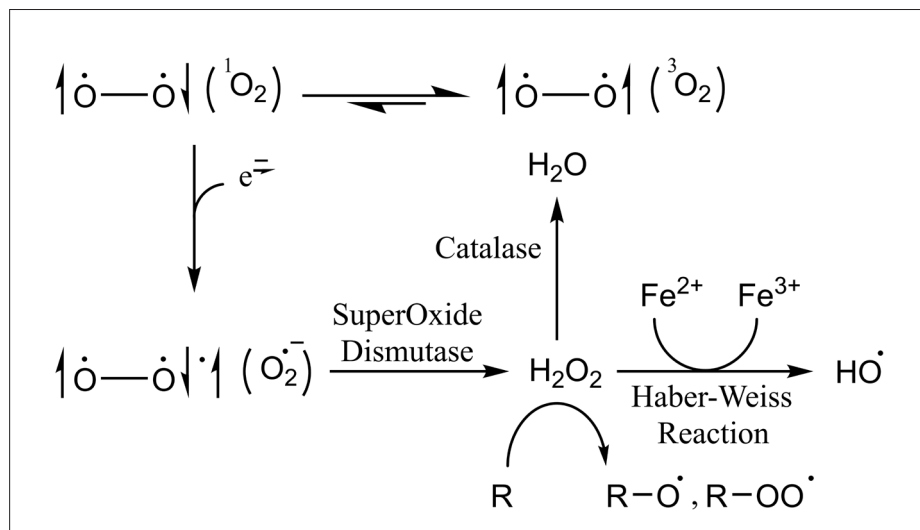 Ȯ — Ȯ (¹O₂)
Ȯ — Ȯ (³O₂)
e⁻
H₂O
Catalase
Fe²⁺ Fe³⁺
SuperOxide
Dismutase
Ȯ — Ȯ · (O₂·⁻)
H₂O₂
HO·
Haber-Weiss
Reaction
R
R–O·, R–OO·